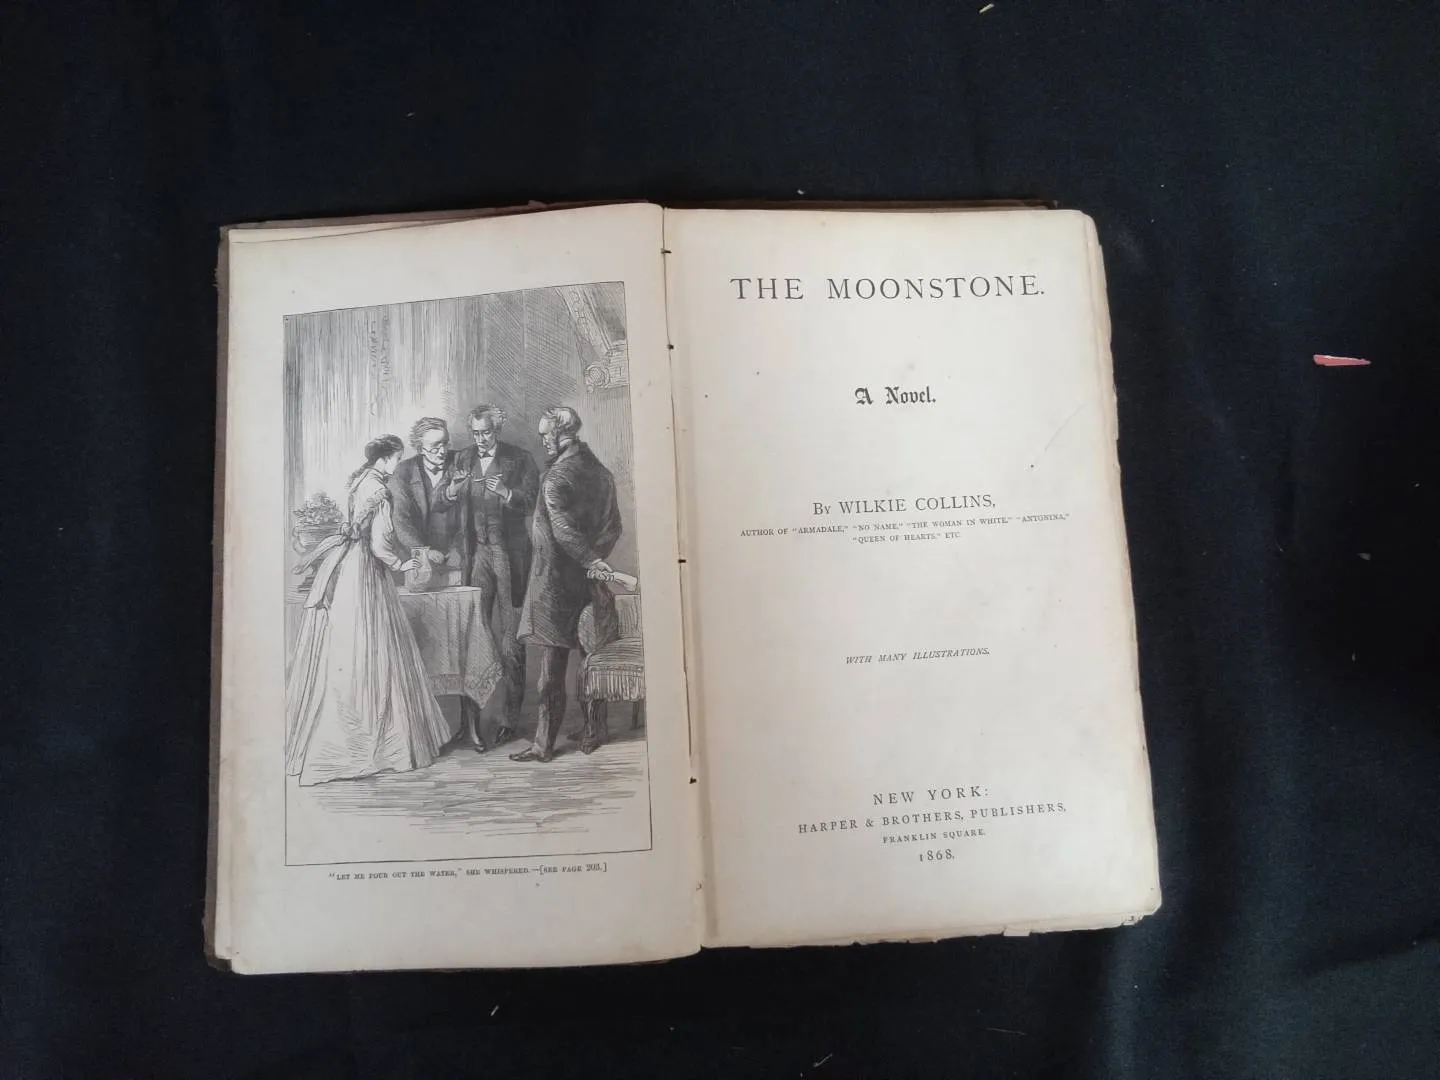 "LET ME POUR OUT THE WATER," SHE WHISPERED.—[SEE PAGE 203.]
THE MOONSTONE.
A Novel.
By WILKIE COLLINS,
AUTHOR OF "ARMADALE," "NO NAME," "THE WOMAN IN WHITE," "ANTONINA,"
"QUEEN OF HEARTS," ETC.
WITH MANY ILLUSTRATIONS.
NEW YORK:
HARPER & BROTHERS, PUBLISHERS,
FRANKLIN SQUARE.
1868.